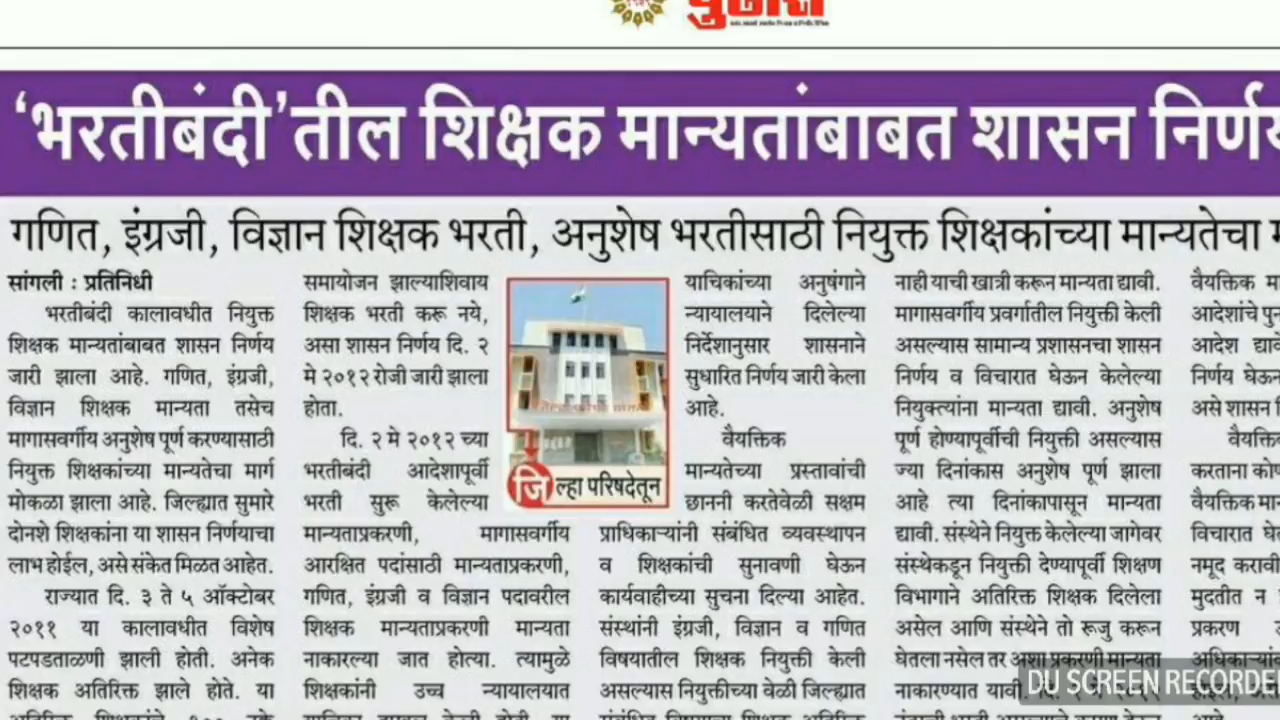 पुढारी
'भरतीबंदी'तील शिक्षक मान्यतांबाबत शासन निर्णय
गणित, इंग्रजी, विज्ञान शिक्षक भरती, अनुशेष भरतीसाठी नियुक्त शिक्षकांच्या मान्यतेचा
सांगली : प्रतिनिधी
भरतीबंदी कालावधीत नियुक्त
शिक्षक मान्यतांबाबत शासन निर्णय
जारी झाला आहे. गणित, इंग्रजी,
विज्ञान शिक्षक मान्यता तसेच
मागासवर्गीय अनुशेष पूर्ण करण्यासाठी
नियुक्त शिक्षकांच्या मान्यतेचा मार्ग
मोकळा झाला आहे. जिल्ह्यात सुमारे
दोनशे शिक्षकांना या शासन निर्णयाचा
लाभ होईल, असे संकेत मिळत आहेत.
राज्यात दि. ३ ते ५ ऑक्टोबर
२०११ या कालावधीत विशेष
पटपडताळणी झाली होती. अनेक
शिक्षक अतिरिक्त झाले होते. या
समायोजन झाल्याशिवाय
शिक्षक भरती करू नये,
असा शासन निर्णय दि. २
मे २०१२ रोजी जारी झाला
होता.
दि. २ मे २०१२ च्या
भरतीबंदी आदेशापूर्वी
भरती सुरू केलेल्या
मान्यताप्रकरणी, मागासवर्गीय
आरक्षित पदांसाठी मान्यताप्रकरणी,
गणित, इंग्रजी व विज्ञान पदावरील
शिक्षक मान्यताप्रकरणी मान्यता
नाकारल्या जात होत्या. त्यामुळे
शिक्षकांनी उच्च न्यायालयात
जिल्हा परिषदेतून
याचिकांच्या अनुषंगाने
न्यायालयाने दिलेल्या
निर्देशानुसार शासनाने
सुधारित निर्णय जारी केला
आहे.
वैयक्तिक
मान्यतेच्या प्रस्तावांची
छाननी करतेवेळी सक्षम
प्राधिकाऱ्यांनी संबंधित व्यवस्थापन
व शिक्षकांची सुनावणी घेऊन
कार्यवाहीच्या सुचना दिल्या आहेत.
संस्थांनी इंग्रजी, विज्ञान व गणित
विषयातील शिक्षक नियुक्ती केली
असल्यास नियुक्तीच्या वेळी जिल्ह्यात
नाही याची खात्री करून मान्यता द्यावी.
मागासवर्गीय प्रवर्गातील नियुक्ती केली
असल्यास सामान्य प्रशासनचा शासन
निर्णय व विचारात घेऊन केलेल्या
नियुक्त्यांना मान्यता द्यावी. अनुशेष
पूर्ण होण्यापूर्वीची नियुक्ती असल्यास
ज्या दिनांकास अनुशेष पूर्ण झाला
आहे त्या दिनांकापासून मान्यता
द्यावी. संस्थेने नियुक्त केलेल्या जागेवर
संस्थेकडून नियुक्ती देण्यापूर्वी शिक्षण
विभागाने अतिरिक्त शिक्षक दिलेला
असेल आणि संस्थेने तो रूजु करून
घेतला नसेल तर अशा प्रकरणी मान्यता
नाकारण्यात यावी.
वैयक्तिक
आदेशांचे
आदेश
निर्णय घेऊन
असे शासन
करताना
वैयक्तिक
विचारात
नमूद करावी
मुदतीत न
प्रकरण
DU SCREEN RECORDER